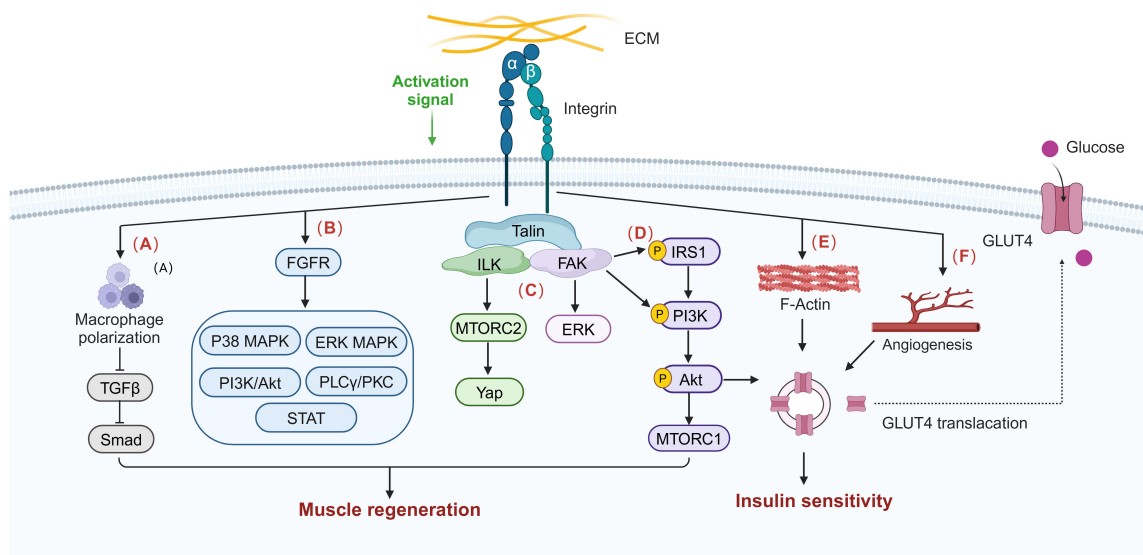 ECM
α
β
Activation
signal
Integrin
Glucose
GLUT4
(A)
(A)
Macrophage
polarization
TGFβ
Smad
(B)
FGFR
P38 MAPK
ERK MAPK
PI3K/Akt
PLCγ/PKC
STAT
Talin
ILK
FAK
(C)
MTORC2
ERK
Yap
(D)
P
IRS1
P
PI3K
P
Akt
MTORC1
(E)
F-Actin
(F)
Angiogenesis
GLUT4 translacation
Muscle regeneration
Insulin sensitivity